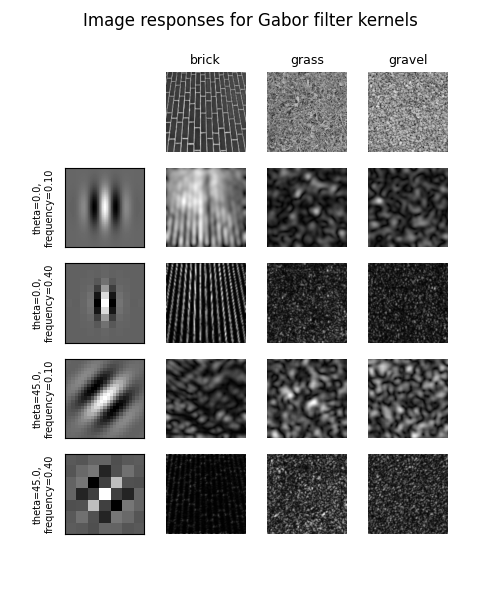 Image responses for Gabor filter kernels
brick
grass
gravel
theta=0.0,
frequency=0.10
theta=0.0,
frequency=0.40
theta=45.0,
frequency=0.10
theta=45.0,
frequency=0.40